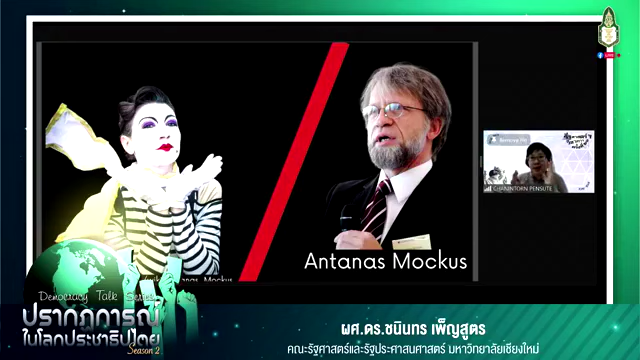 LIVE
Antanas Mockus
CHANINTORN PENSUTE
Democracy Talk Series
ปรากฏการณ์
ในโลกประชาธิปไตย
Season 2
ผศ.ดร.ชนินทร เพ็ญสูตร
คณะรัฐศาสตร์และรัฐประศาสนศาสตร์ มหาวิทยาลัยเชียงใหม่